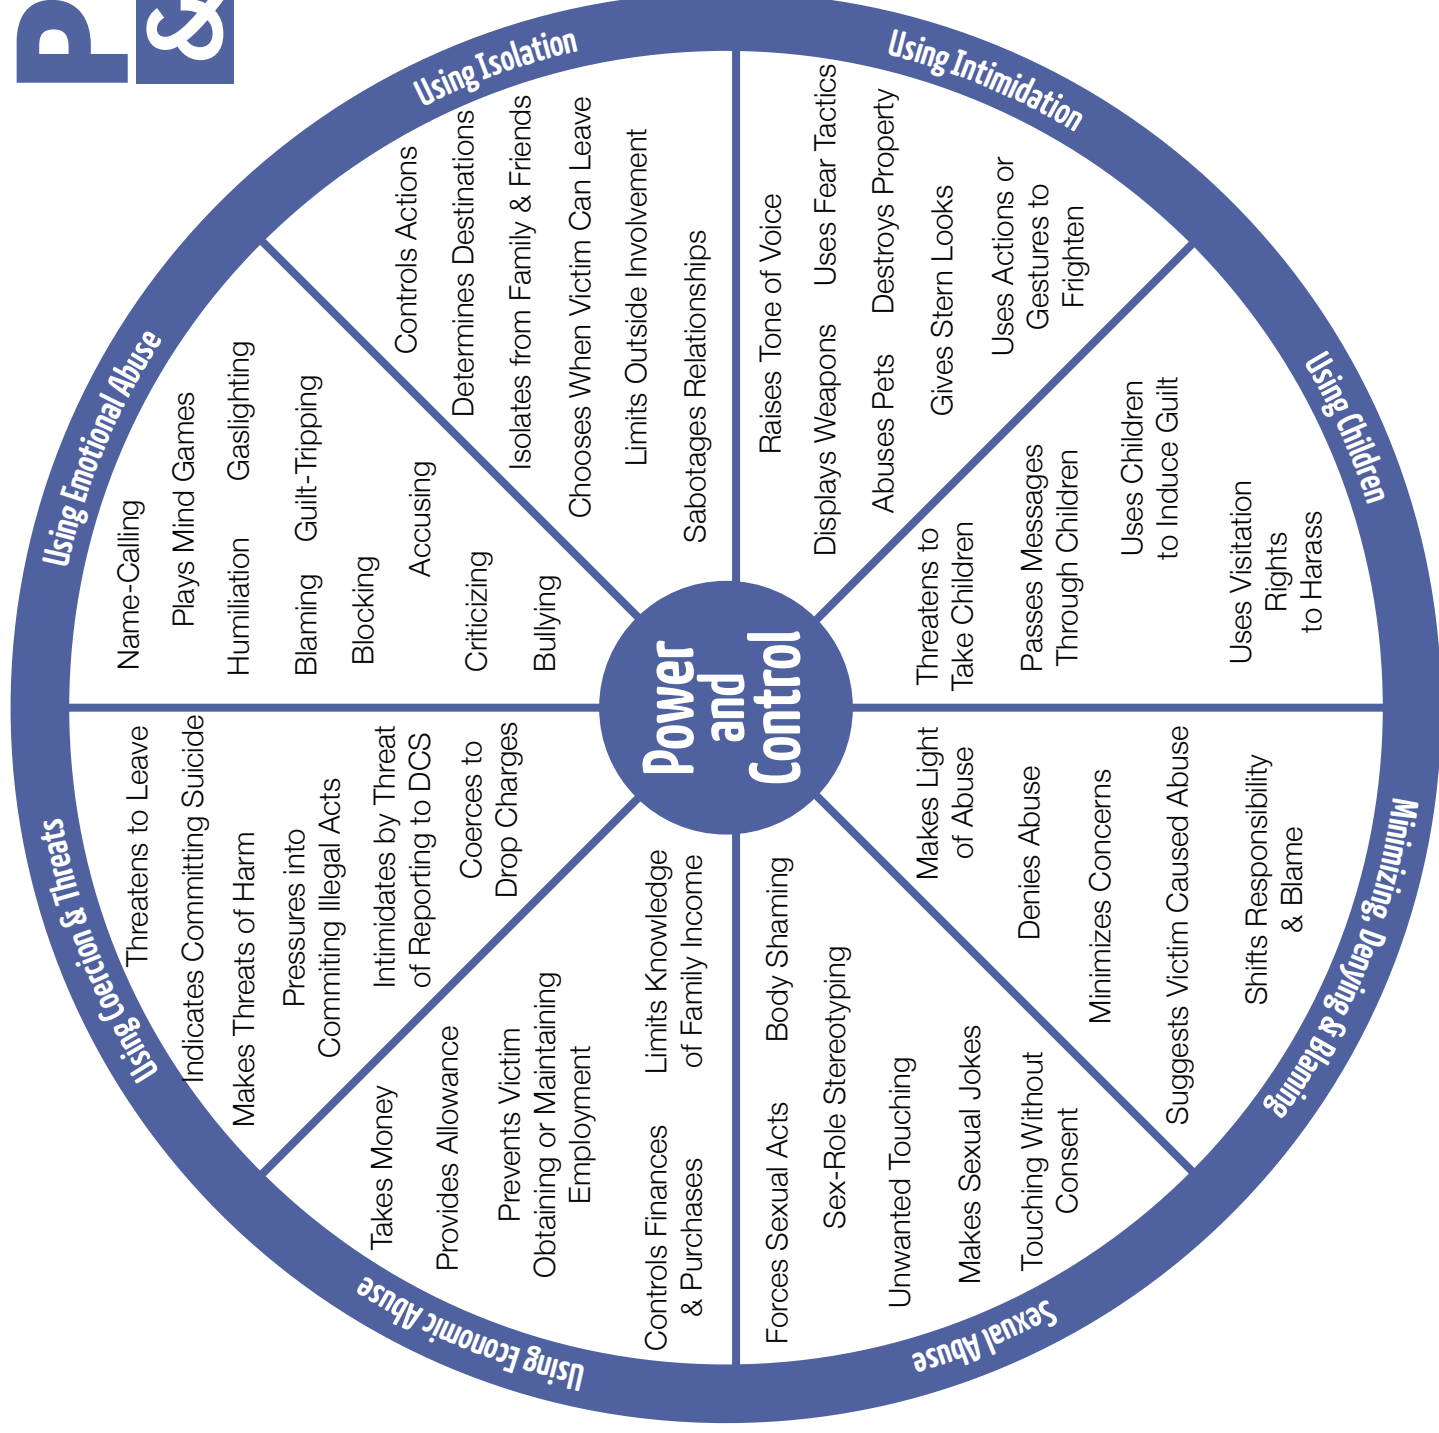 P
&
Using Coercion & Threats
Threatens to Leave
Indicates Committing Suicide
Makes Threats of Harm
Pressures into
Commiting Illegal Acts
Intimidates by Threat
of Reporting to DCS
Coerces to
Drop Charges
Using Emotional Abuse
Name-Calling
Plays Mind Games
Humiliation Gaslighting
Blaming Guilt-Tripping
Blocking
Accusing
Criticizing
Bullying
Using Isolation
Controls Actions
Determines Destinations
Isolates from Family & Friends
Chooses When Victim Can Leave
Limits Outside Involvement
Sabotages Relationships
Using Intimidation
Raises Tone of Voice
Displays Weapons Uses Fear Tactics
Abuses Pets Destroys Property
Gives Stern Looks
Uses Actions or
Gestures to
Frighten
Using Children
Threatens to
Take Children
Passes Messages
Through Children
Uses Children
to Induce Guilt
Uses Visitation
Rights
to Harass
Minimizing, Denying & Blaming
Makes Light
of Abuse
Denies Abuse
Minimizes Concerns
Suggests Victim Caused Abuse
Shifts Responsibility
& Blame
Sexual Abuse
Forces Sexual Acts Body Shaming
Sex-Role Stereotyping
Unwanted Touching
Makes Sexual Jokes
Touching Without
Consent
Using Economic Abuse
Takes Money
Provides Allowance
Prevents Victim
Obtaining or Maintaining
Employment
Controls Finances
& Purchases
Limits Knowledge
of Family Income
Power
and
Control